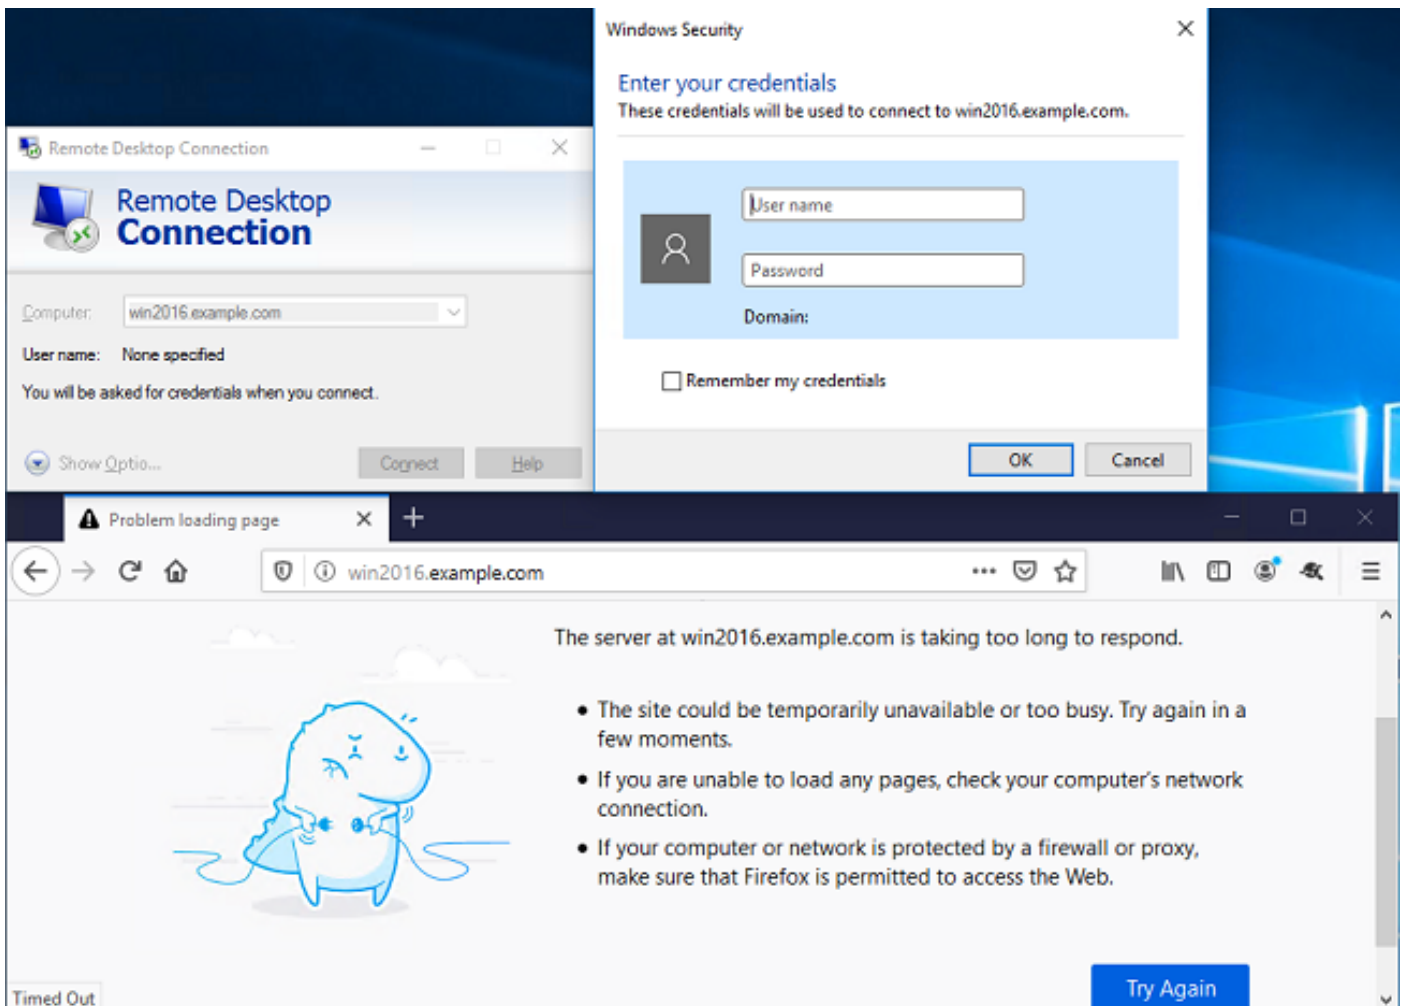 Windows Security
Enter your credentials
These credentials will be used to connect to win2016.example.com.
User name
Password
Domain:
Remember my credentials
OK
Cancel
Remote Desktop Connection
Remote Desktop
Connection
Computer:
win2016.example.com
User name:
None specified
You will be asked for credentials when you connect.
Show Optio...
Connect
Help
Problem loading page
win2016.example.com
The server at win2016.example.com is taking too long to respond.
The site could be temporarily unavailable or too busy. Try again in a
few moments.
If you are unable to load any pages, check your computer's network
connection.
If your computer or network is protected by a firewall or proxy,
make sure that Firefox is permitted to access the Web.
Try Again
Timed Out